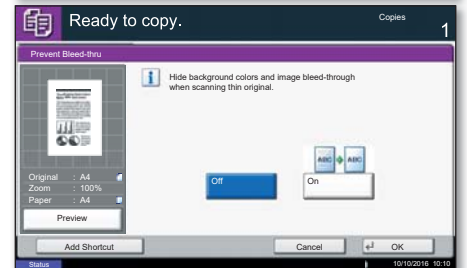 Ready to copy.
Copies
1
Prevent Bleed-thru
Hide background colors and image bleed-through
when scanning thin original.
ABC ABC
Off
On
Original : A4
Zoom : 100%
Paper : A4
Preview
Add Shortcut
Cancel
OK
Status
10/10/2016 10:10